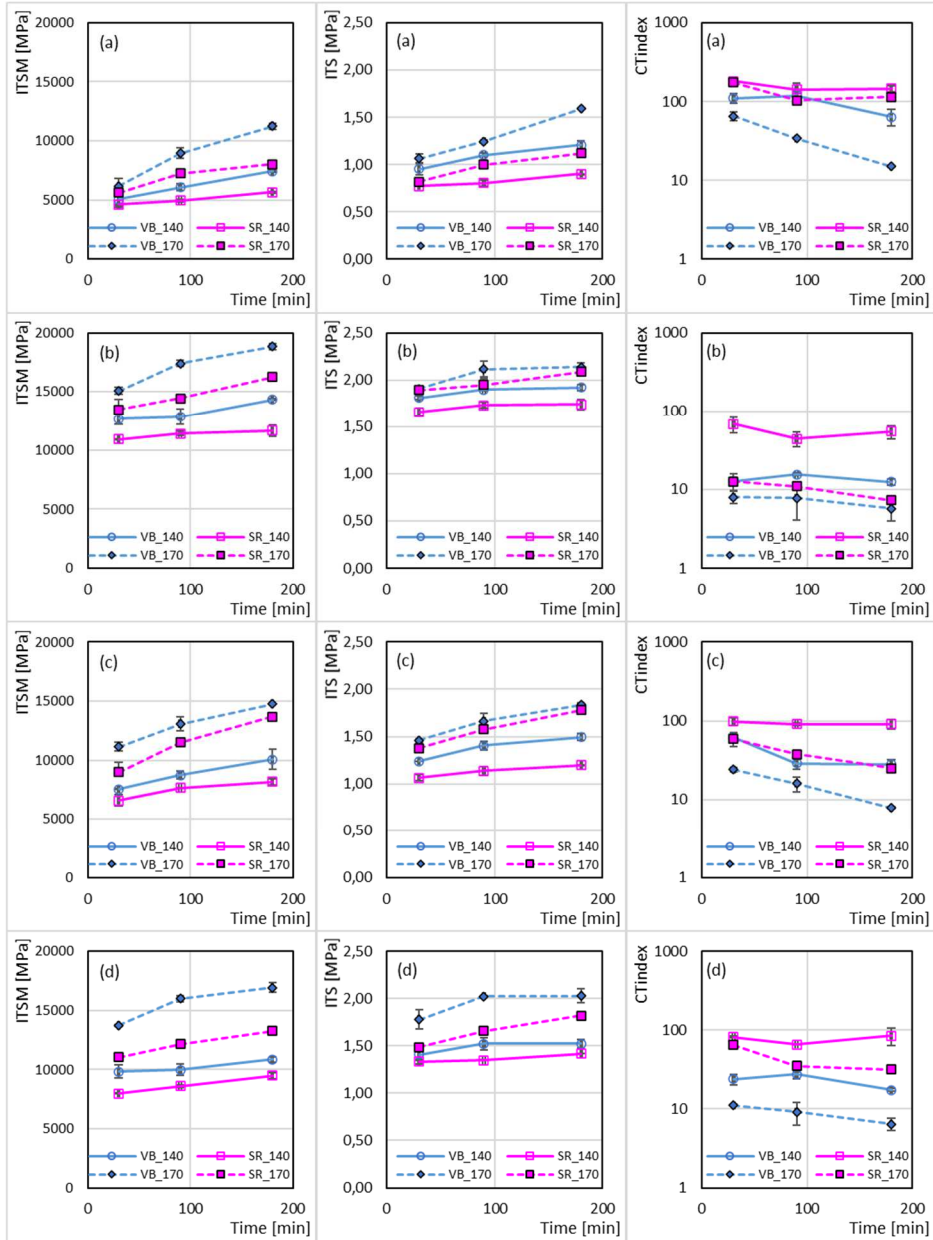 ITSM [MPa]
20000
15000
10000
5000
0
(a)
VB_140 SR_140
VB_170 SR_170
0 100 200
Time [min]
ITS [MPa]
2,50
2,00
1,50
1,00
0,50
0,00
(a)
VB_140 SR_140
VB_170 SR_170
0 100 200
Time [min]
CTindex
1000
100
10
1
(a)
VB_140 SR_140
VB_170 SR_170
0 100 200
Time [min]
ITSM [MPa]
20000
15000
10000
5000
0
(b)
VB_140 SR_140
VB_170 SR_170
0 100 200
Time [min]
ITS [MPa]
2,50
2,00
1,50
1,00
0,50
0,00
(b)
VB_140 SR_140
VB_170 SR_170
0 100 200
Time [min]
CTindex
1000
100
10
1
(b)
VB_140 SR_140
VB_170 SR_170
0 100 200
Time [min]
ITSM [MPa]
20000
15000
10000
5000
0
(c)
VB_140 SR_140
VB_170 SR_170
0 100 200
Time [min]
ITS [MPa]
2,50
2,00
1,50
1,00
0,50
0,00
(c)
VB_140 SR_140
VB_170 SR_170
0 100 200
Time [min]
CTindex
1000
100
10
1
(c)
VB_140 SR_140
VB_170 SR_170
0 100 200
Time [min]
ITSM [MPa]
20000
15000
10000
5000
0
(d)
VB_140 SR_140
VB_170 SR_170
0 100 200
Time [min]
ITS [MPa]
2,50
2,00
1,50
1,00
0,50
0,00
(d)
VB_140 SR_140
VB_170 SR_170
0 100 200
Time [min]
CTindex
1000
100
10
1
(d)
VB_140 SR_140
VB_170 SR_170
0 100 200
Time [min]